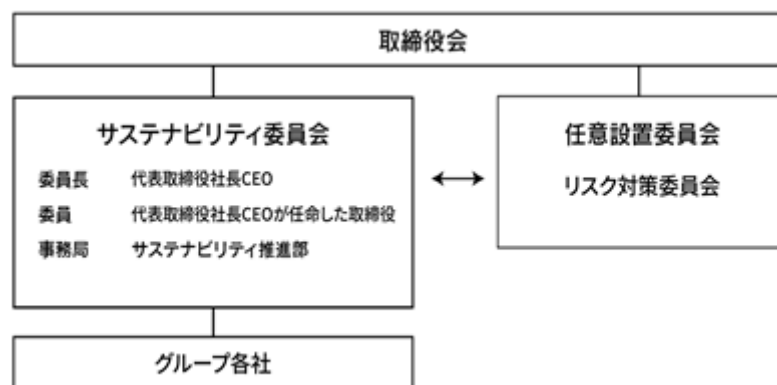 取締役会
サステナビリティ委員会
委員長 代表取締役社長CEO
委員 代表取締役社長CEOが任命した取締役
事務局 サステナビリティ推進部
任意設置委員会
リスク対策委員会
グループ各社